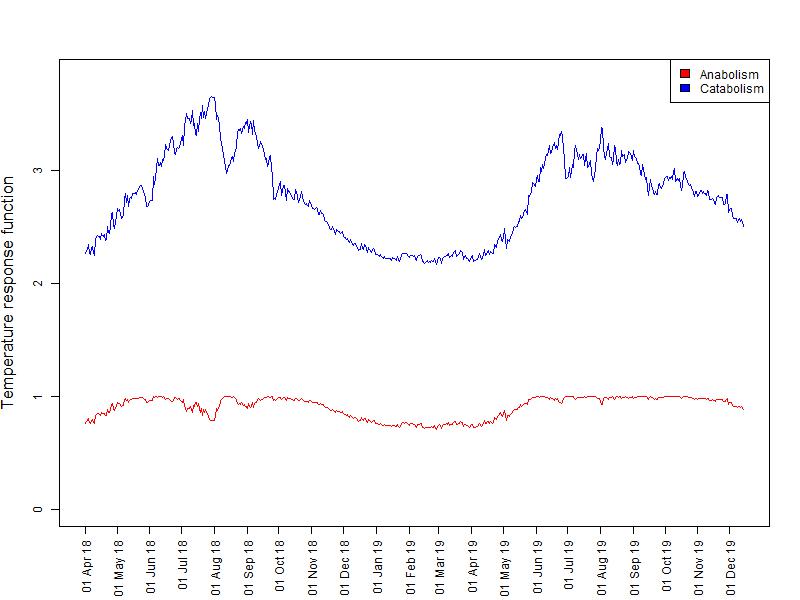 Anabolism
Catabolism
Temperature response function
3
2
1
0
01 Apr 18
01 May 18
01 Jun 18
01 Jul 18
01 Aug 18
01 Sep 18
01 Oct 18
01 Nov 18
01 Dec 18
01 Jan 19
01 Feb 19
01 Mar 19
01 Apr 19
01 May 19
01 Jun 19
01 Jul 19
01 Aug 19
01 Sep 19
01 Oct 19
01 Nov 19
01 Dec 19